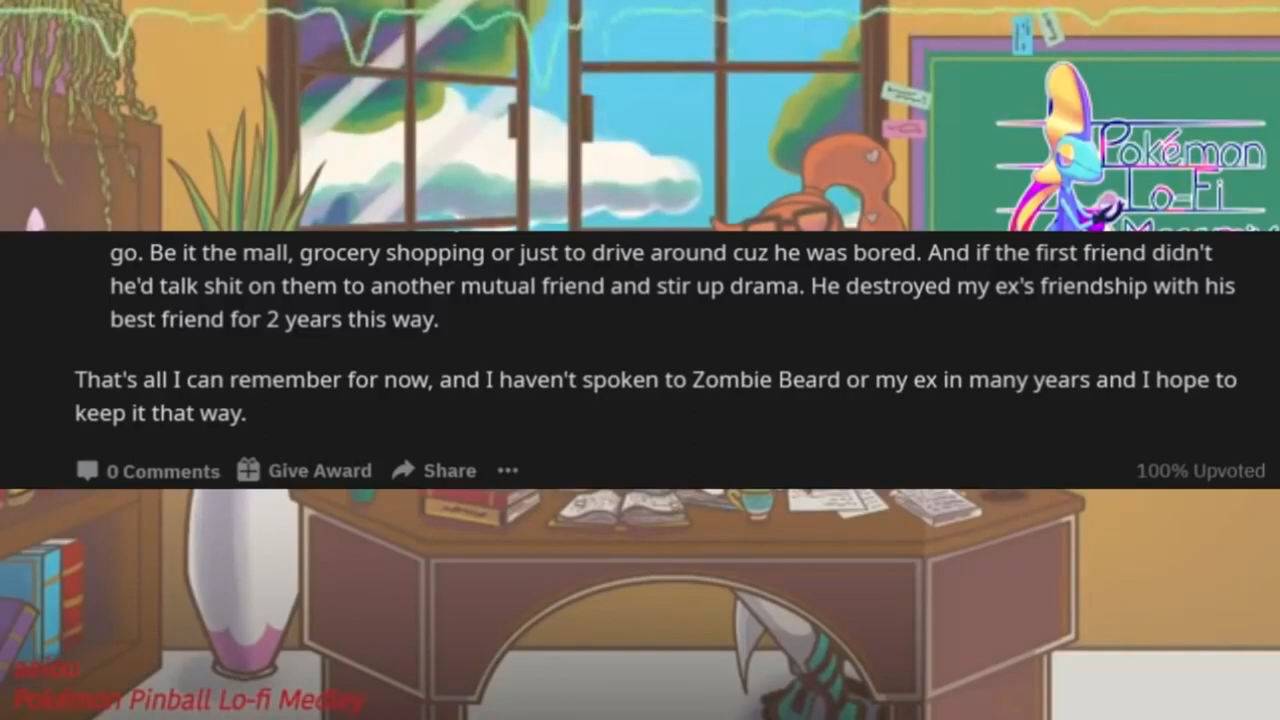 Pokémon
Lo-Fi
go. Be it the mall, grocery shopping or just to drive around cuz he was bored. And if the first friend didn't
he'd talk shit on them to another mutual friend and stir up drama. He destroyed my ex's friendship with his
best friend for 2 years this way.
That's all I can remember for now, and I haven't spoken to Zombie Beard or my ex in many years and I hope to
keep it that way.
0 Comments Give Award Share ••• 100% Upvoted
Pokémon Pinball Lo-fi Medley